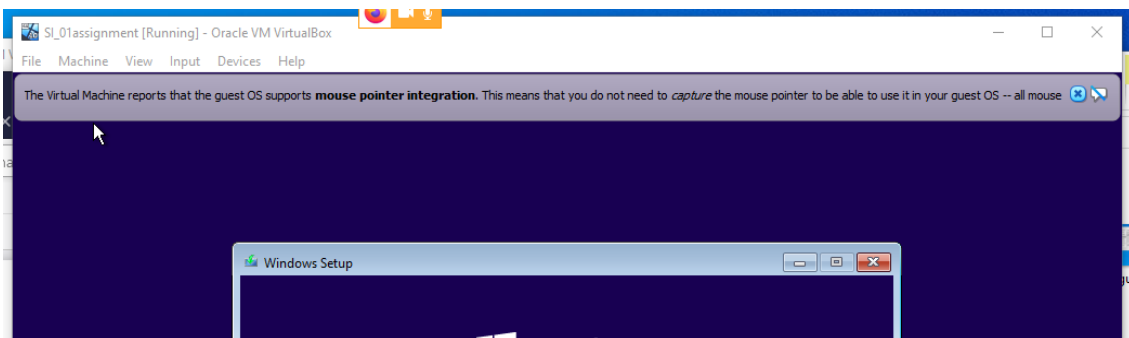 SI_01assignment [Running] - Oracle VM VirtualBox
File Machine View Input Devices Help
The Virtual Machine reports that the guest OS supports mouse pointer integration. This means that you do not need to capture the mouse pointer to be able to use it in your guest OS -- all mouse
Windows Setup